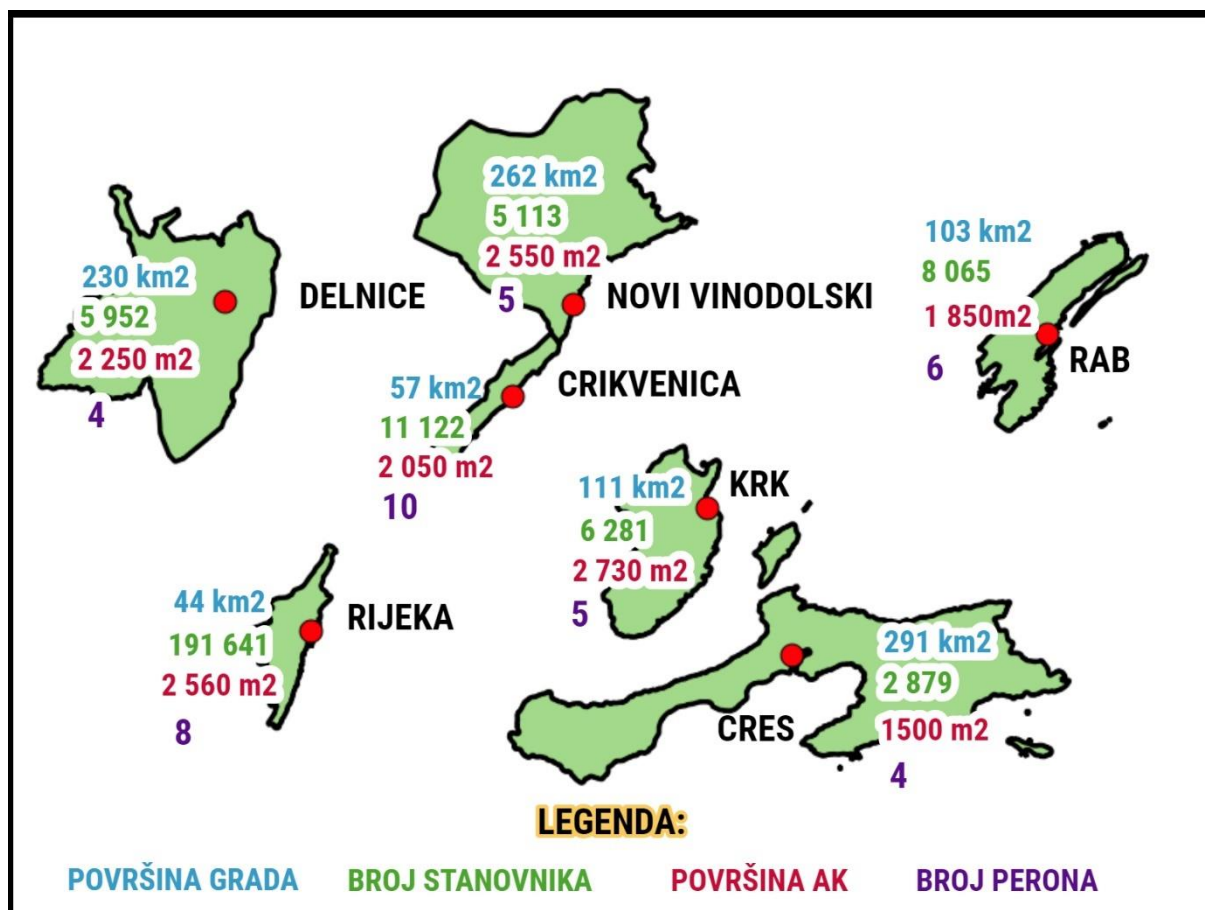 262 km2
5 113
2 550 m2
5
NOVI VINODOLSKI
230 km2
5 952
2 250 m2
4
DELNICE
103 km2
8 065
1 850m2
6
RAB
57 km2
11 122
2 050 m2
10
CRIKVENICA
111 km2
6 281
2 730 m2
5
KRK
44 km2
191 641
2 560 m2
8
RIJEKA
291 km2
2 879
1500 m2
4
CRES
LEGENDA:
POVRŠINA GRADA BROJ STANOVNIKA POVRŠINA AK BROJ PERONA